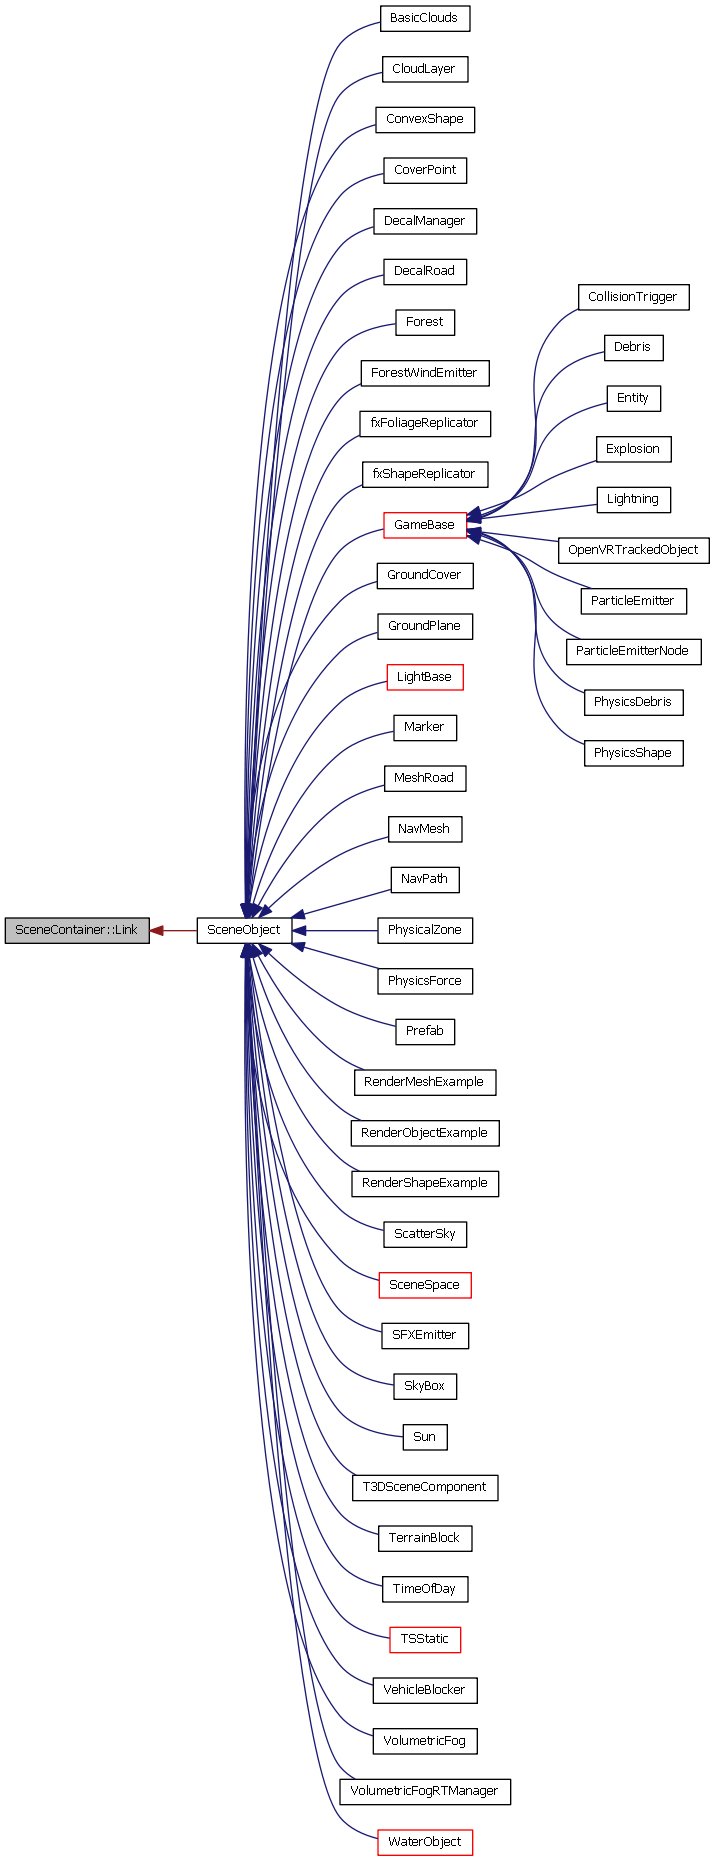 BasicClouds
CloudLayer
ConvexShape
CoverPoint
DecalManager
DecalRoad
Forest
ForestWindEmitter
fxFoliageReplicator
fxShapeReplicator
GameBase
GroundCover
GroundPlane
LightBase
Marker
MeshRoad
NavMesh
NavPath
SceneContainer::Link
SceneObject
PhysicalZone
PhysicsForce
Prefab
RenderMeshExample
RenderObjectExample
RenderShapeExample
ScatterSky
SceneSpace
SFXEmitter
SkyBox
Sun
T3DSceneComponent
TerrainBlock
TimeOfDay
TSStatic
VehicleBlocker
VolumetricFog
VolumetricFogRTManager
WaterObject
CollisionTrigger
Debris
Entity
Explosion
Lightning
OpenVRTrackedObject
ParticleEmitter
ParticleEmitterNode
PhysicsDebris
PhysicsShape